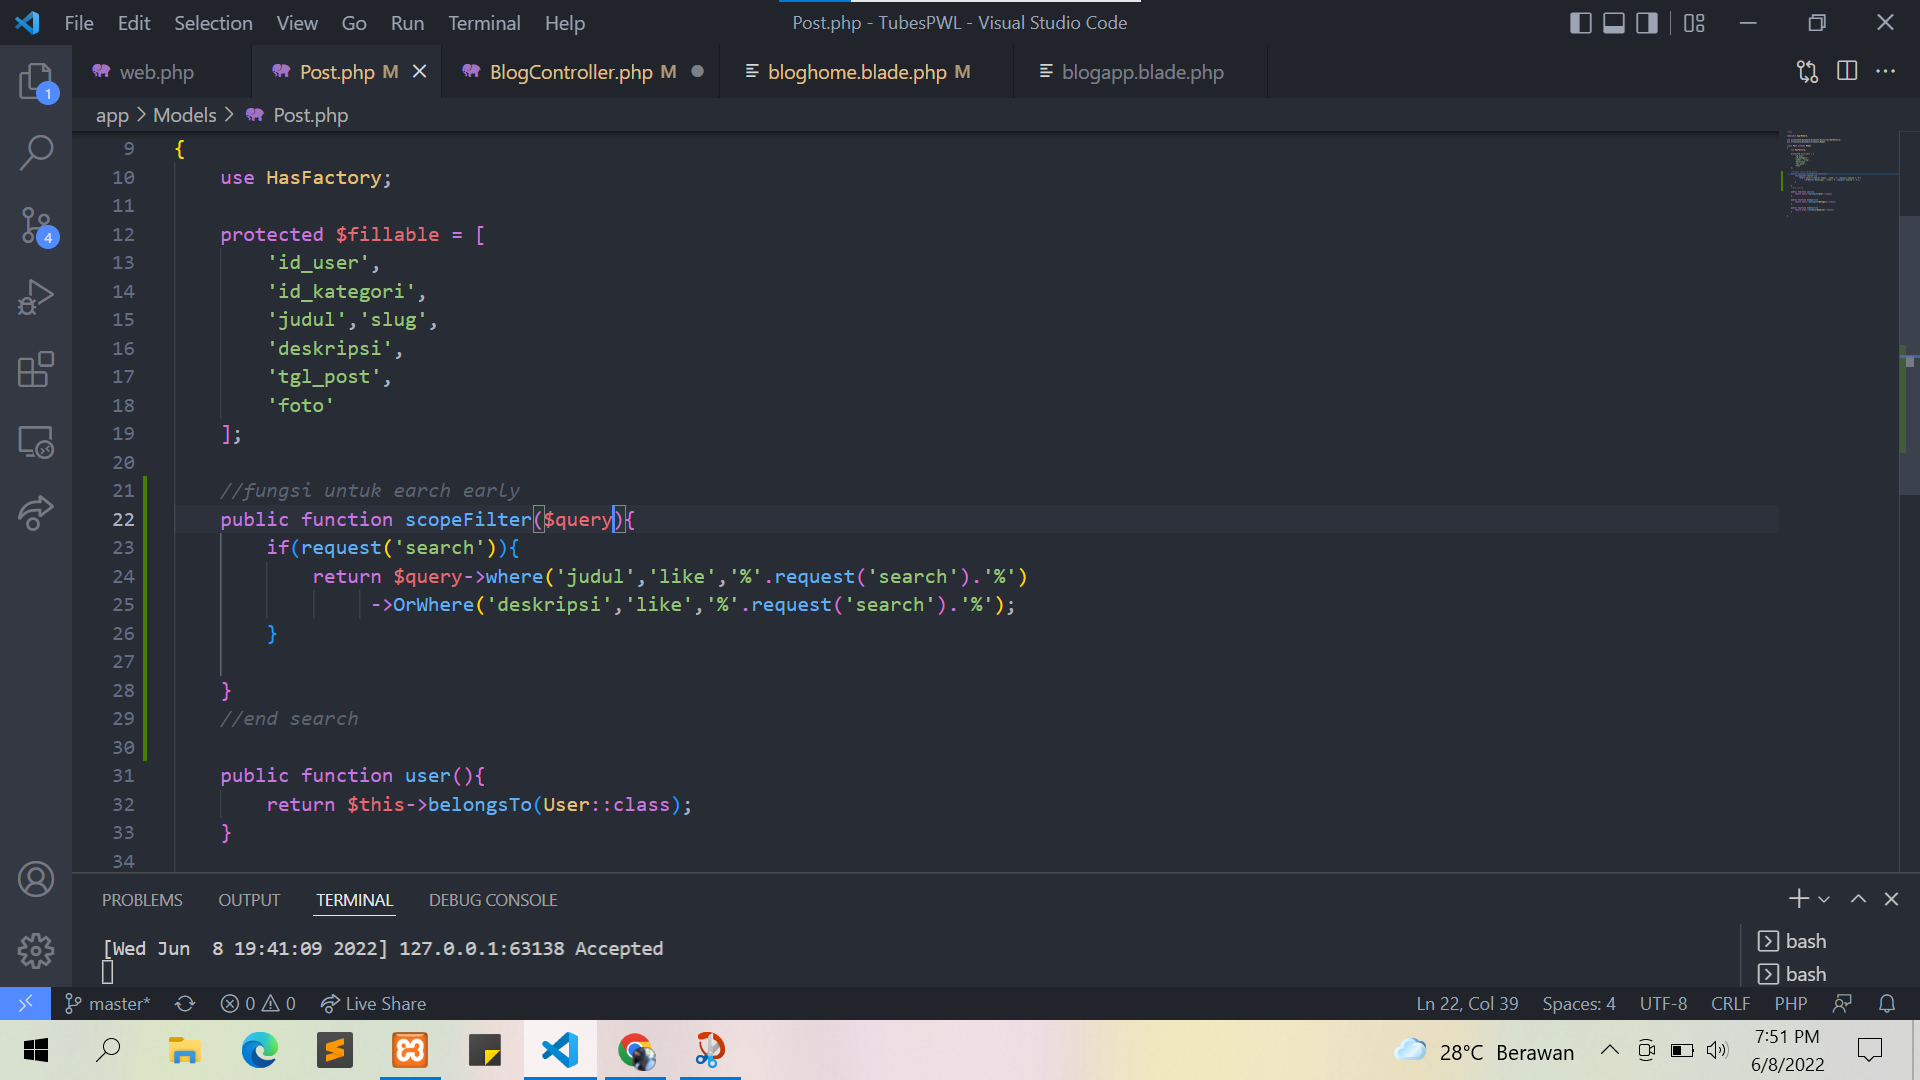 File Edit Selection View Go Run Terminal Help
Post.php - TubesPWL - Visual Studio Code
web.php
Post.php M
BlogController.php M
bloghome.blade.php M
blogapp.blade.php
app > Models > Post.php
1
4
9 {
10 use HasFactory;
11
12 protected $fillable = [
13 'id_user',
14 'id_kategori',
15 'judul','slug',
16 'deskripsi',
17 'tgl_post',
18 'foto'
19 ];
20
21 //fungsi untuk earch early
22 public function scopeFilter($query){
23 if(request('search')){
24 return $query->where('judul','like','%'.request('search').'%')
25 ->OrWhere('deskripsi','like','%'.request('search').'%');
26 }
27
28 }
29 //end search
30
31 public function user(){
32 return $this->belongsTo(User::class);
33 }
34
PROBLEMS OUTPUT TERMINAL DEBUG CONSOLE
[Wed Jun  8 19:41:09 2022] 127.0.0.1:63138 Accepted
bash
bash
master* 0 0 Live Share
Ln 22, Col 39 Spaces: 4 UTF-8 CRLF PHP
28°C Berawan
7:51 PM
6/8/2022